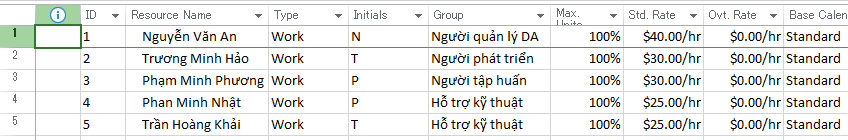 ID Resource Name Type Initials Group Max. Units Std. Rate Ovt. Rate Base Calen
1 1 Nguyễn Văn An Work N Người quản lý DA 100% $40.00/hr $0.00/hr Standard
2 2 Trương Minh Hảo Work T Người phát triển 100% $30.00/hr $0.00/hr Standard
3 3 Phạm Minh Phương Work P Người tập huấn 100% $30.00/hr $0.00/hr Standard
4 4 Phan Minh Nhật Work P Hỗ trợ kỹ thuật 100% $25.00/hr $0.00/hr Standard
5 5 Trần Hoàng Khải Work T Hỗ trợ kỹ thuật 100% $25.00/hr $0.00/hr Standard